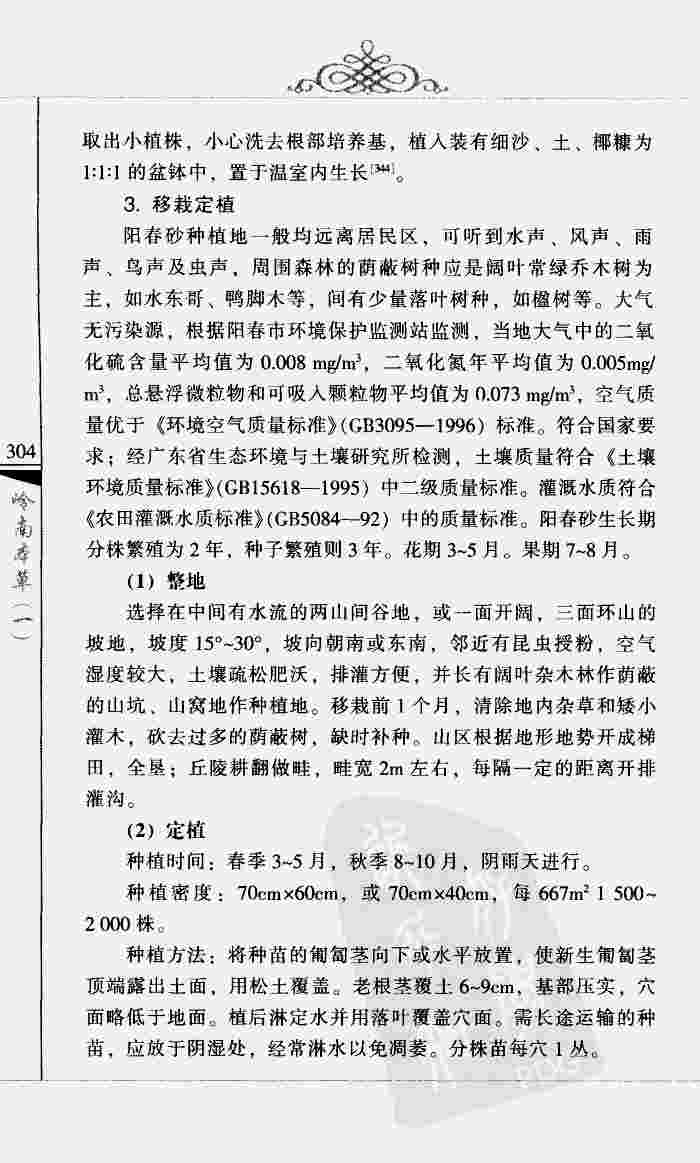 取出小植株，小心洗去根部培养基，植入装有细沙、土、椰糠为
1:1:1 的盆钵中，置于温室内生长[344]。
3. 移栽定植
阳春砂种植地一般均远离居民区，可听到水声、风声、雨
声、鸟声及虫声，周围森林的荫蔽树种应是阔叶常绿乔木树为
主，如水东哥、鸭脚木等，间有少量落叶树种，如楹树等。大气
无污染源，根据阳春市环境保护监测站监测，当地大气中的二氧
化硫含量平均值为 0.008 mg/m³，二氧化氮年平均值为 0.005mg/
m³，总悬浮微粒物和可吸入颗粒物平均值为 0.073 mg/m³，空气质
量优于《环境空气质量标准》（GB3095—1996）标准。符合国家要
求；经广东省生态环境与土壤研究所检测，土壤质量符合《土壤
环境质量标准》（GB15618—1995）中二级质量标准。灌溉水质符合
《农田灌溉水质标准》（GB5084—92）中的质量标准。阳春砂生长期
分株繁殖为 2 年，种子繁殖则 3 年。花期 3~5 月。果期 7~8 月。
（1）整地
选择在中间有水流的两山间谷地，或一面开阔，三面环山的
坡地，坡度 15°~30°，坡向朝南或东南，邻近有昆虫授粉，空气
湿度较大，土壤疏松肥沃，排灌方便，并长有阔叶杂木林作荫蔽
的山坑、山窝地作种植地。移栽前 1 个月，清除地内杂草和矮小
灌木，砍去过多的荫蔽树，缺时补种。山区根据地形地势开成梯
田，全垦；丘陵耕翻做畦，畦宽 2m 左右，每隔一定的距离开排
灌沟。
（2）定植
种植时间：春季 3~5 月，秋季 8~10 月，阴雨天进行。
种植密度：70cm×60cm，或 70cm×40cm，每 667m² 1 500~
2 000 株。
种植方法：将种苗的匍匐茎向下或水平放置，使新生匍匐茎
顶端露出土面，用松土覆盖。老根茎覆土 6~9cm，基部压实，穴
面略低于地面。植后淋定水并用落叶覆盖穴面。需长途运输的种
苗，应放于阴湿处，经常淋水以免凋萎。分株苗每穴 1 丛。
304
岭南本草（一）